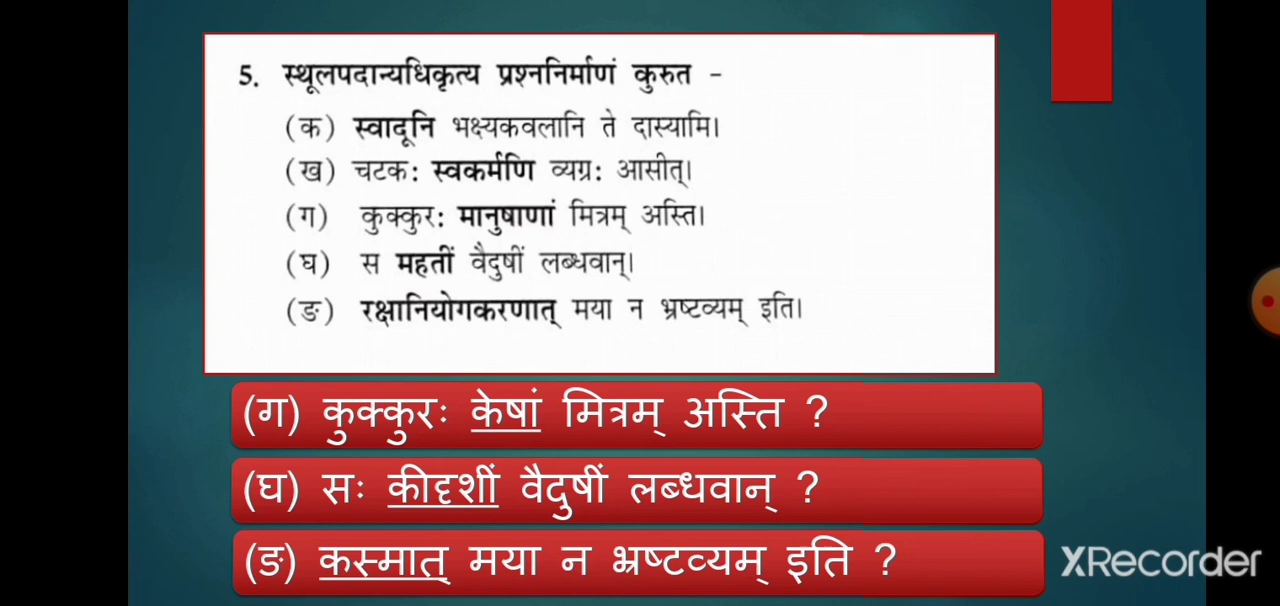 5. स्थूलपदान्यधिकृत्य प्रश्ननिर्माणं कुरुत -
(क) स्वादूनि भक्ष्यकवलानि ते दास्यामि।
(ख) चटक: स्वकर्मणि व्यग्र: आसीत्।
(ग) कुक्कुर: मानुषाणां मित्रम् अस्ति।
(घ) स महतीं वैदुषीं लब्धवान्।
(ङ) रक्षानियोगकरणात् मया न भ्रष्टव्यम् इति।
(ग) कुक्कुरः केषां मित्रम् अस्ति ?
(घ) सः कीदृशीं वैदुषीं लब्धवान् ?
(ङ) कस्मात् मया न भ्रष्टव्यम् इति ?
XRecorder